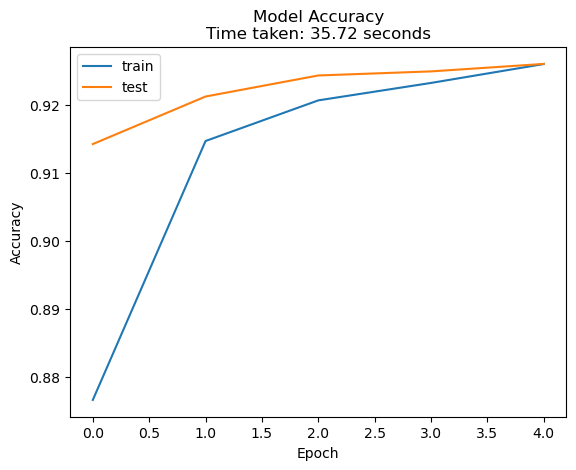 Model Accuracy
Time taken: 35.72 seconds
train
test
0.92
0.91
0.90
0.89
0.88
Accuracy
0.0 0.5 1.0 1.5 2.0 2.5 3.0 3.5 4.0
Epoch